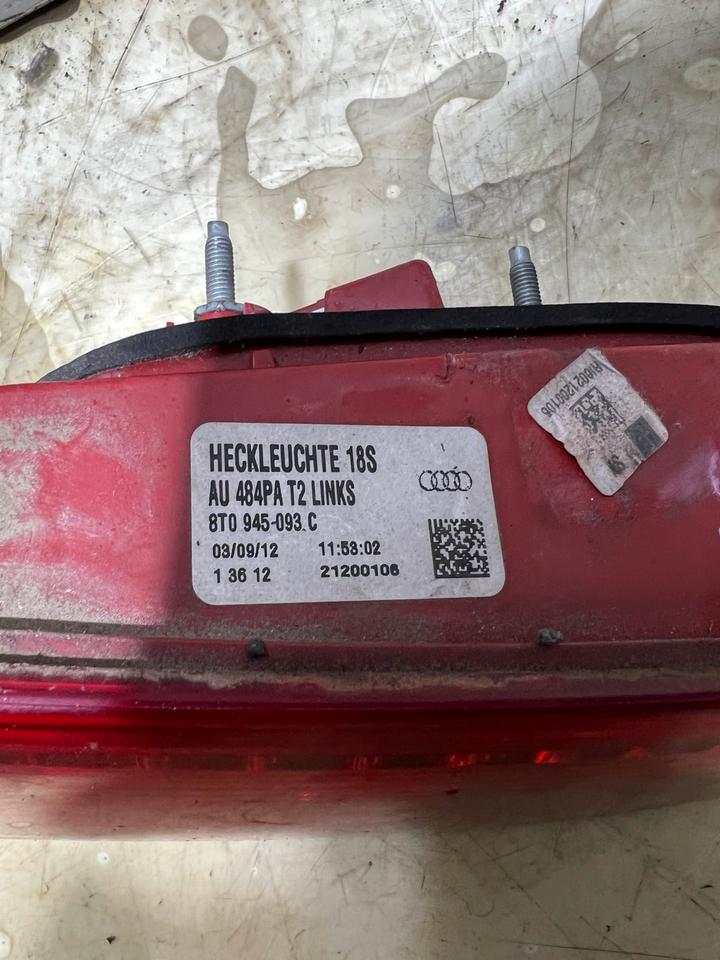 HECKLEUCHTE 18S
AU 484PA T2 LINKS
8T0 945-093 C
03/09/12 11:53:02
1 36 12 21200106